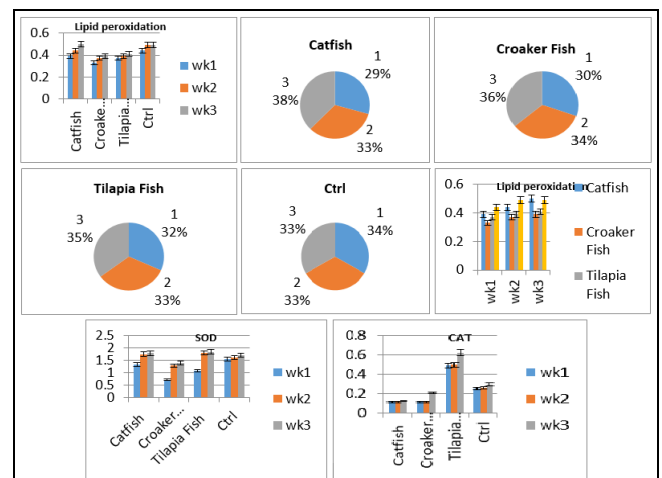 Lipid peroxidation
0.6
0.4
0.2
0
Catfish
Croake...
Tilapia...
Ctrl
wk1
wk2
wk3
Catfish
1
29%
2
33%
3
38%
Croaker Fish
1
30%
2
34%
3
36%
Tilapia Fish
1
32%
2
33%
3
35%
Ctrl
1
34%
2
33%
3
33%
Lipid peroxidation
0.6
0.4
0.2
0
wk1
wk2
wk3
Catfish
Croaker
Fish
Tilapia
Fish
SOD
2.5
2
1.5
1
0.5
0
Catfish
Croaker...
Tilapia Fish
Ctrl
wk1
wk2
wk3
CAT
0.8
0.6
0.4
0.2
0
Catfish
Croaker...
Tilapia...
Ctrl
wk1
wk2
wk3